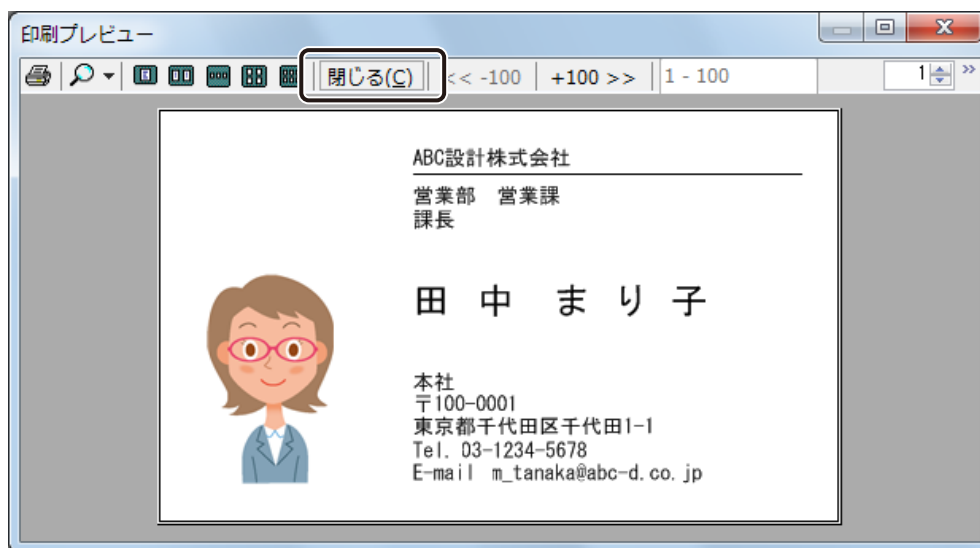 印刷プレビュー
閉じる(C) << -100 +100 >> 1 - 100 1
ABC設計株式会社
営業部　営業課
課長
田 中 ま り 子
本社
〒100-0001
東京都千代田区千代田1-1
Tel. 03-1234-5678
E-mail m_tanaka@abc-d.co.jp